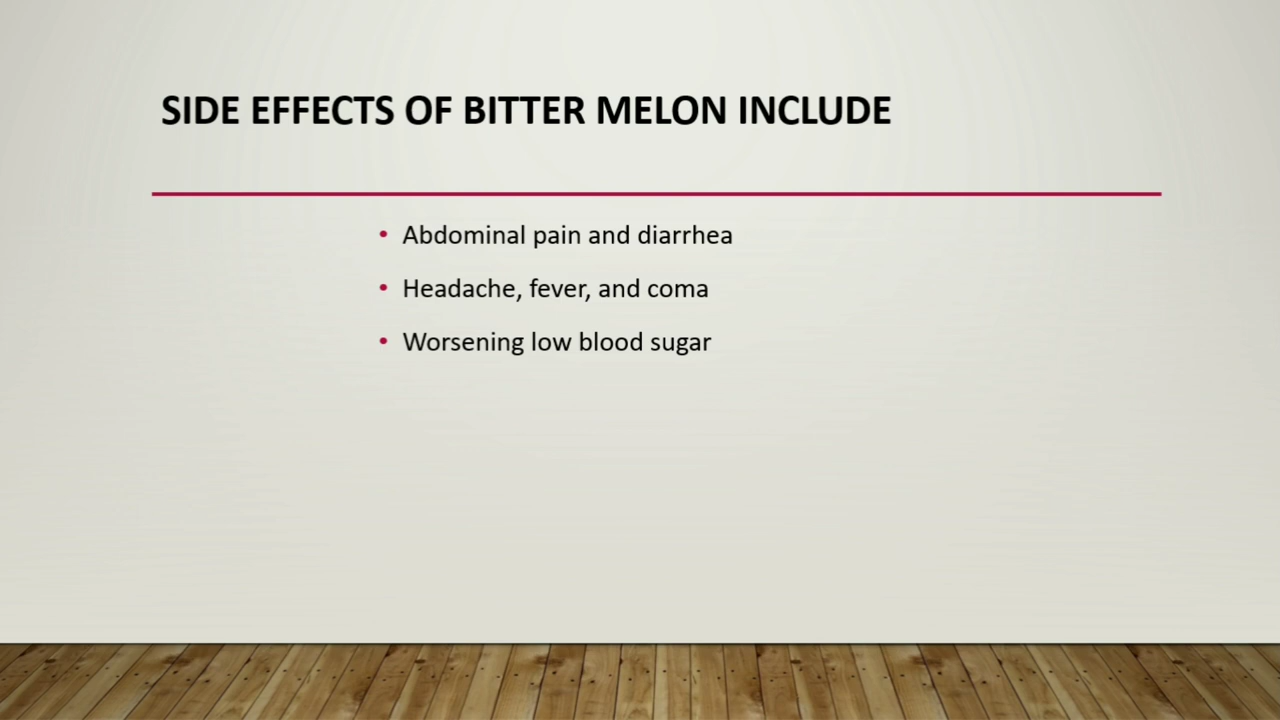 SIDE EFFECTS OF BITTER MELON INCLUDE
• Abdominal pain and diarrhea
• Headache, fever, and coma
• Worsening low blood sugar